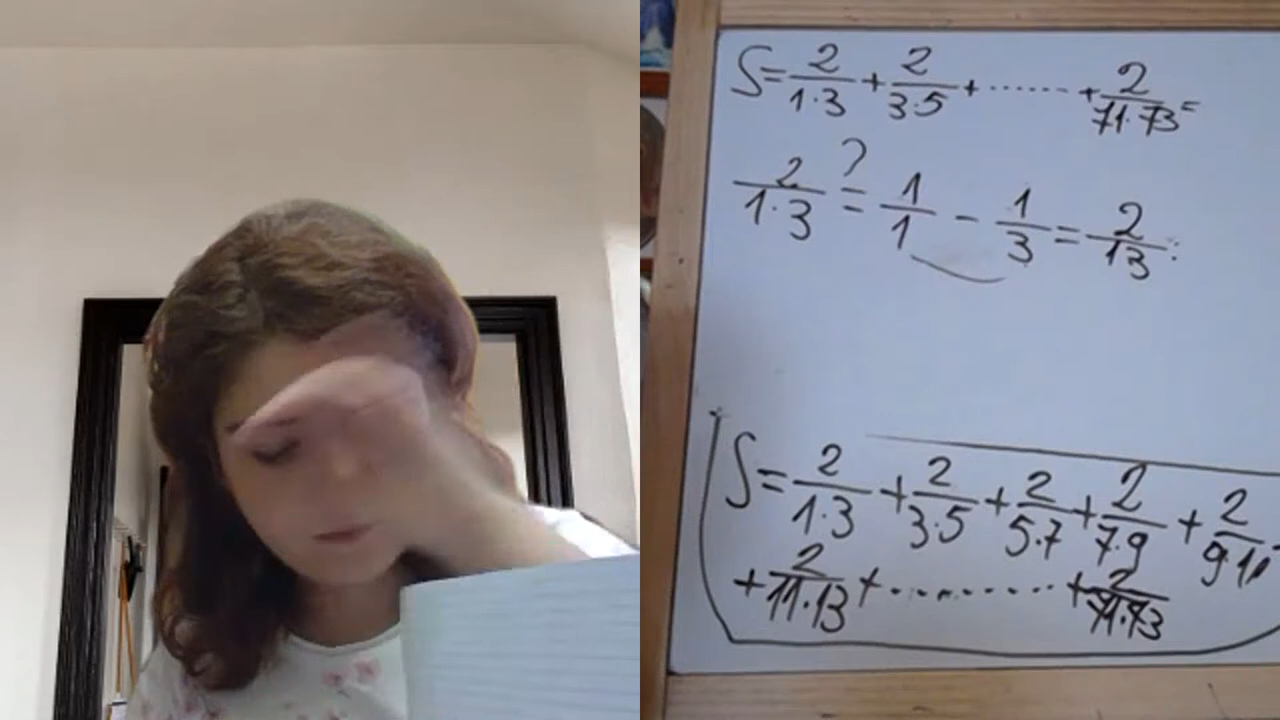 S = 2/1·3 + 2/3·5 + ...... + 2/71·73 =
?
2/1·3 = 1/1 - 1/3 = 2/13 :
S = 2/1·3 + 2/3·5 + 2/5·7 + 2/7·9 + 2/9·11
+ 2/11·13 + .......... + 2/71·73